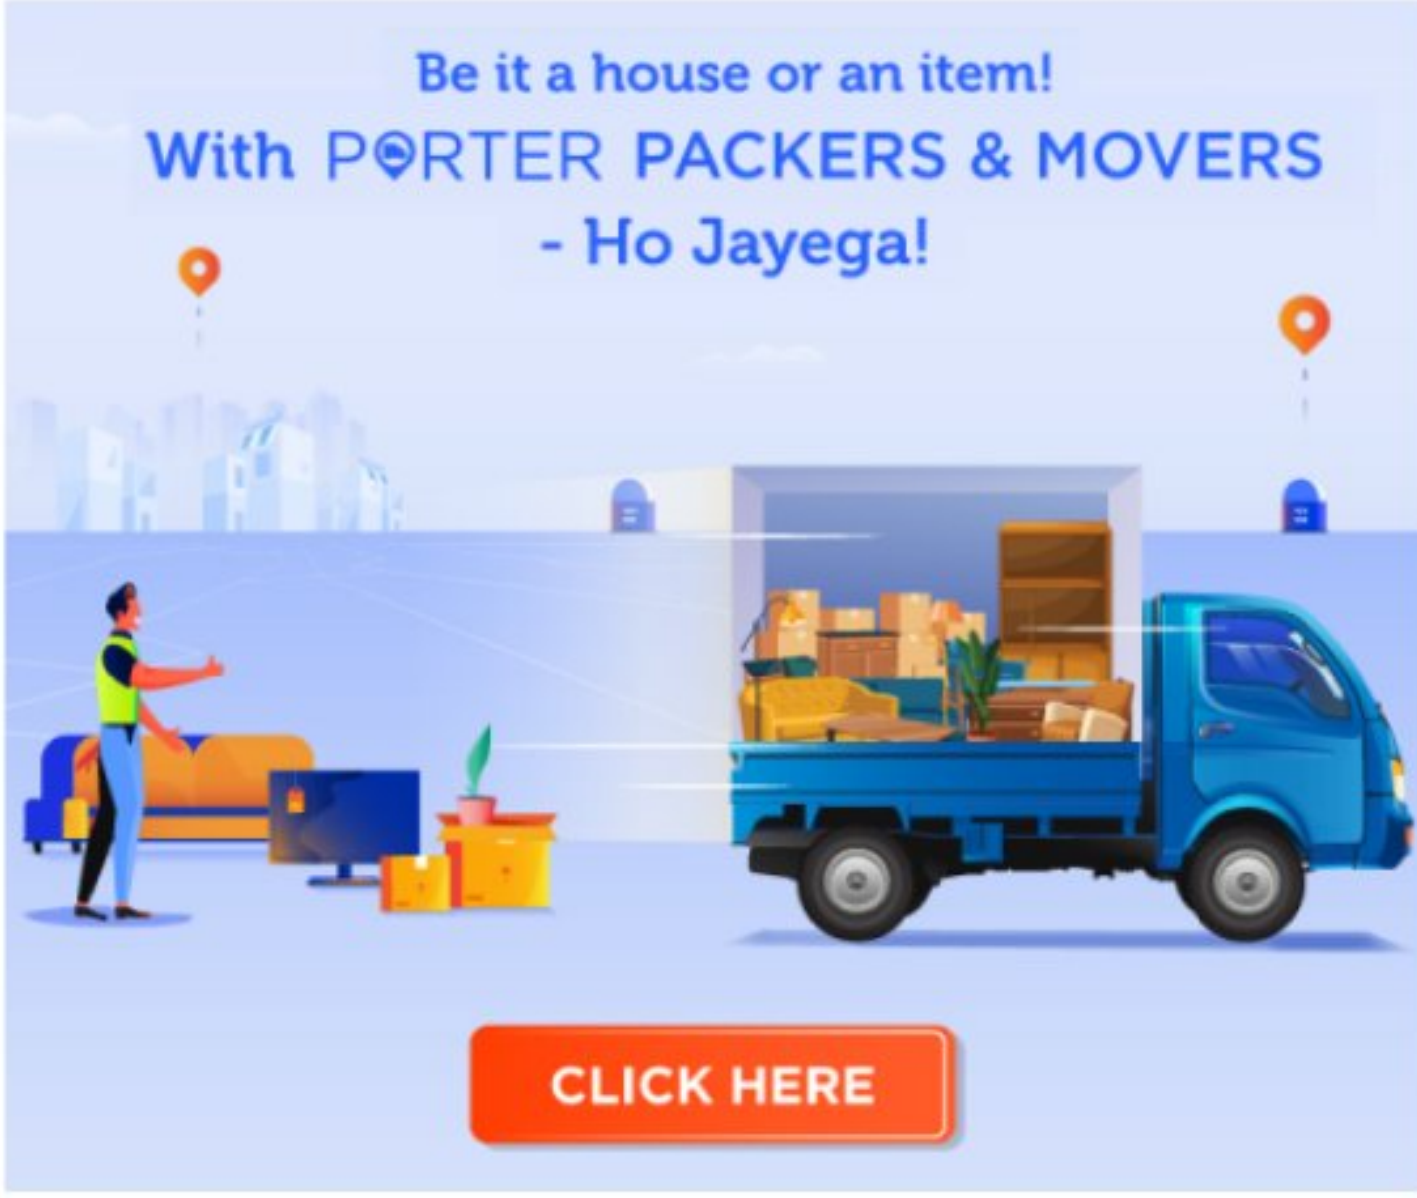 Be it a house or an item!
With PORTER PACKERS & MOVERS
- Ho Jayega!
CLICK HERE